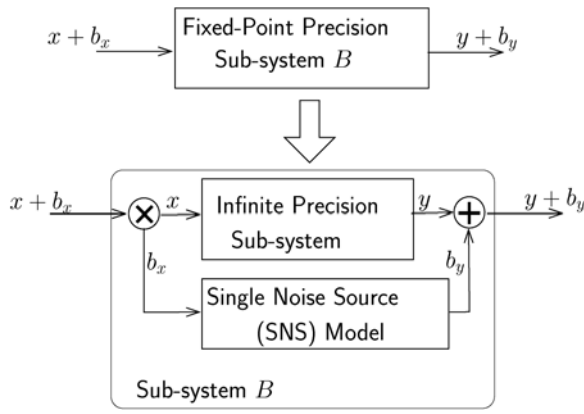 Fixed-Point Precision
x + b_x
y + b_y
Sub-system B
x + b_x
x
Infinite Precision
y
y + b_y
Sub-system
b_x
b_y
Single Noise Source
(SNS) Model
Sub-system B